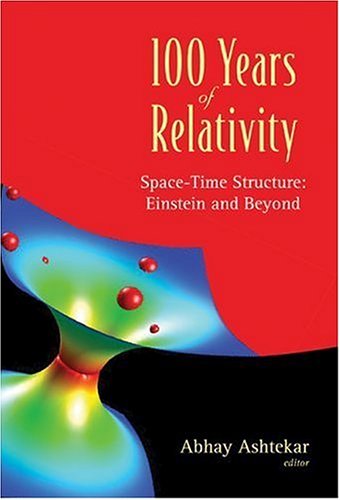 100 Years
of
Relativity
Space-Time Structure:
Einstein and Beyond
Abhay Ashtekar
editor